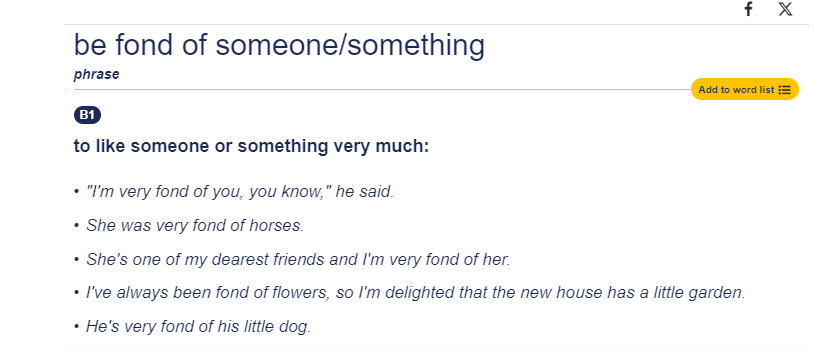 be fond of someone/something
phrase
Add to word list
B1
to like someone or something very much:
• "I'm very fond of you, you know," he said.
• She was very fond of horses.
• She's one of my dearest friends and I'm very fond of her.
• I've always been fond of flowers, so I'm delighted that the new house has a little garden.
• He's very fond of his little dog.